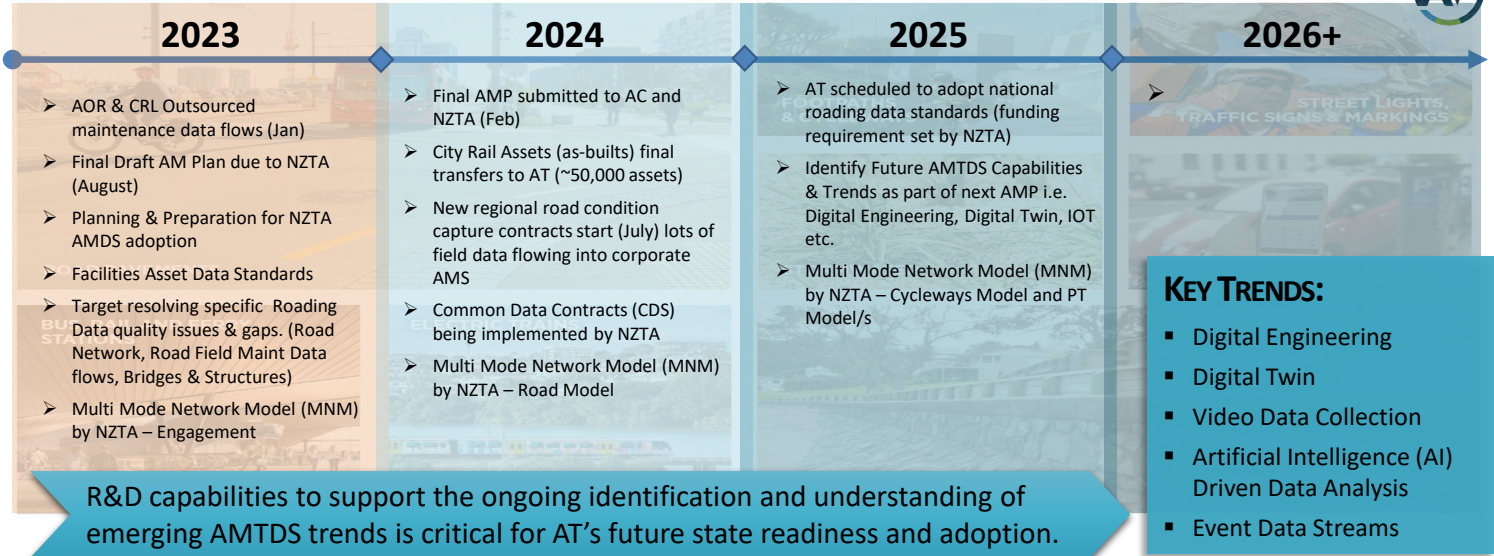 2023
2024
2025
2026+
➢ AOR & CRL Outsourced
maintenance data flows (Jan)
➢ Final Draft AM Plan due to NZTA
(August)
➢ Planning & Preparation for NZTA
AMDS adoption
➢ Facilities Asset Data Standards
➢ Target resolving specific Roading
Data quality issues & gaps. (Road
Network, Road Field Maint Data
flows, Bridges & Structures)
➢ Multi Mode Network Model (MNM)
by NZTA – Engagement
➢ Final AMP submitted to AC and
NZTA (Feb)
➢ City Rail Assets (as-builts) final
transfers to AT (~50,000 assets)
➢ New regional road condition
capture contracts start (July) lots of
field data flowing into corporate
AMS
➢ Common Data Contracts (CDS)
being implemented by NZTA
➢ Multi Mode Network Model (MNM)
by NZTA – Road Model
➢ AT scheduled to adopt national
roading data standards (funding
requirement set by NZTA)
➢ Identify Future AMTDS Capabilities
& Trends as part of next AMP i.e.
Digital Engineering, Digital Twin, IOT
etc.
➢ Multi Mode Network Model (MNM)
by NZTA – Cycleways Model and PT
Model/s
➢
FOOTPATHS
STREET LIGHTS,
TRAFFIC SIGNS & MARKINGS
STATIONS
ELECTRIC TRAINS
KEY TRENDS:
▪ Digital Engineering
▪ Digital Twin
▪ Video Data Collection
▪ Artificial Intelligence (AI)
Driven Data Analysis
▪ Event Data Streams
R&D capabilities to support the ongoing identification and understanding of
emerging AMTDS trends is critical for AT’s future state readiness and adoption.